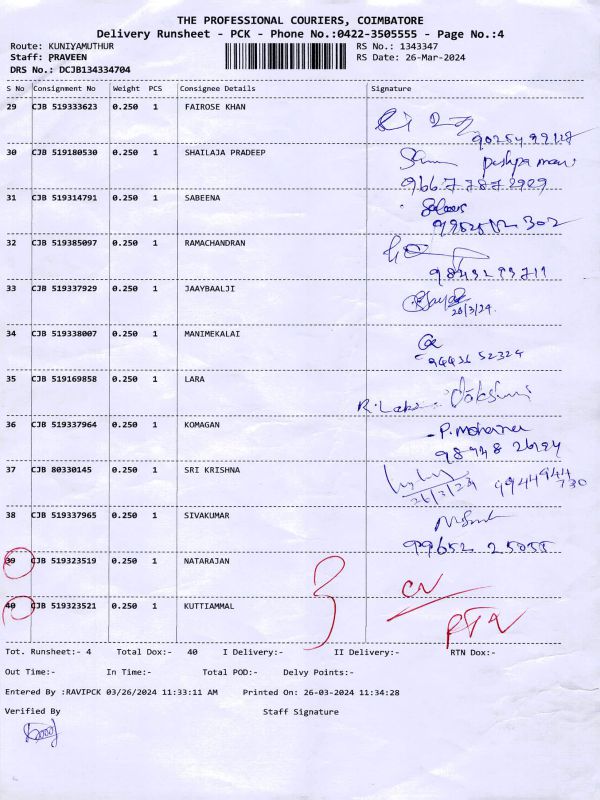 THE PROFESSIONAL COURIERS, COIMBATORE
Delivery Runsheet - PCK - Phone No.:0422-3505555 - Page No.:4
Route: KUNIYAMUTHUR RS No.: 1343347
Staff: PRAVEEN RS Date: 26-Mar-2024
DRS No.: DCJB134334704
S No Consignment No Weight PCS Consignee Details Signature
29 CJB 519333623 0.250 1 FAIROSE KHAN
30 CJB 519180530 0.250 1 SHAILAJA PRADEEP
31 CJB 519314791 0.250 1 SABEENA
32 CJB 519385097 0.250 1 RAMACHANDRAN
33 CJB 519337929 0.250 1 JAAYBAALJI
26/3/24
34 CJB 519338007 0.250 1 MANIMEKALAI
94436 52324
35 CJB 519169858 0.250 1 LARA
36 CJB 519337964 0.250 1 KOMAGAN
37 CJB 80330145 0.250 1 SRI KRISHNA
26/3/24 9944944
730
38 CJB 519337965 0.250 1 SIVAKUMAR
99652 25055
39 CJB 519323519 0.250 1 NATARAJAN
40 CJB 519323521 0.250 1 KUTTIAMMAL
RTN
Tot. Runsheet:- 4 Total Dox:- 40 I Delivery:- II Delivery:- RTN Dox:-
Out Time:- In Time:- Total POD:- Delvy Points:-
Entered By :RAVIPCK 03/26/2024 11:33:11 AM Printed On: 26-03-2024 11:34:28
Verified By Staff Signature